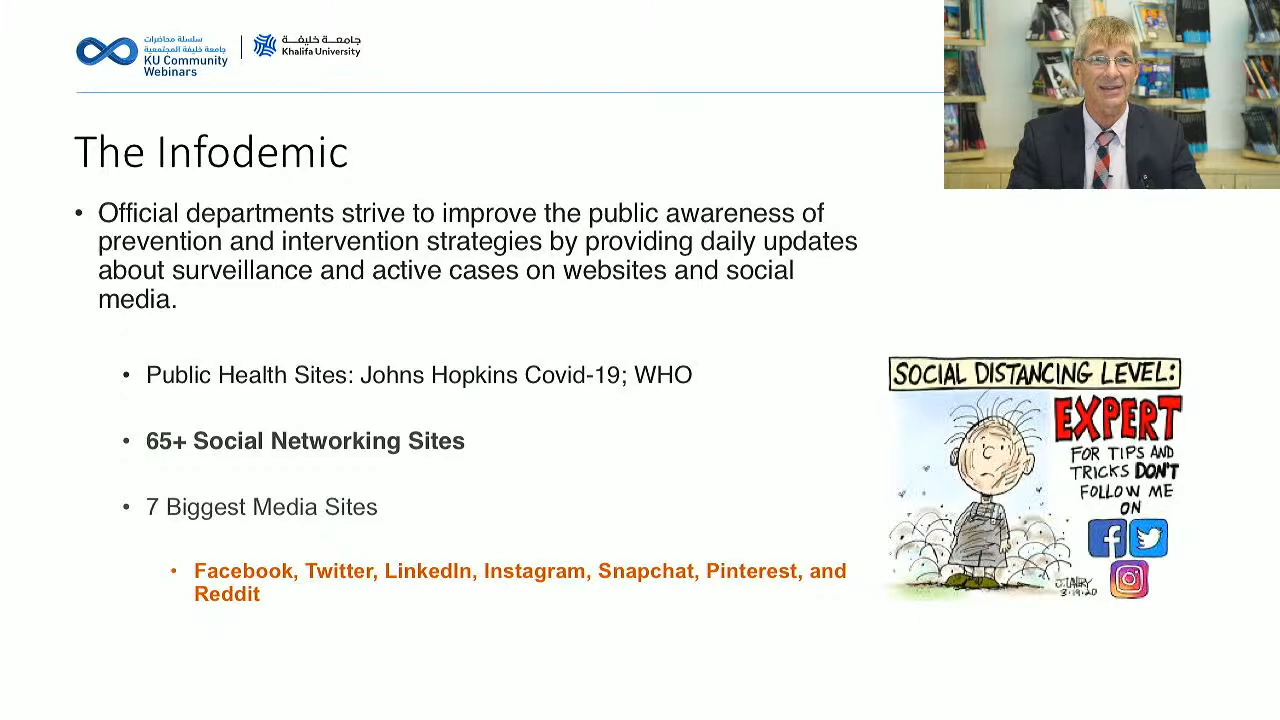 سلسلة محاضرات
جامعة خليفة المجتمعية
KU Community
Webinars
جامعة خليفة
Khalifa University
The Infodemic
• Official departments strive to improve the public awareness of
prevention and intervention strategies by providing daily updates
about surveillance and active cases on websites and social
media.
• Public Health Sites: Johns Hopkins Covid-19; WHO
• 65+ Social Networking Sites
• 7 Biggest Media Sites
• Facebook, Twitter, LinkedIn, Instagram, Snapchat, Pinterest, and
Reddit
SOCIAL DISTANCING LEVEL:
EXPERT
FOR TIPS AND
TRICKS DON'T
FOLLOW ME
ON
3.19.20